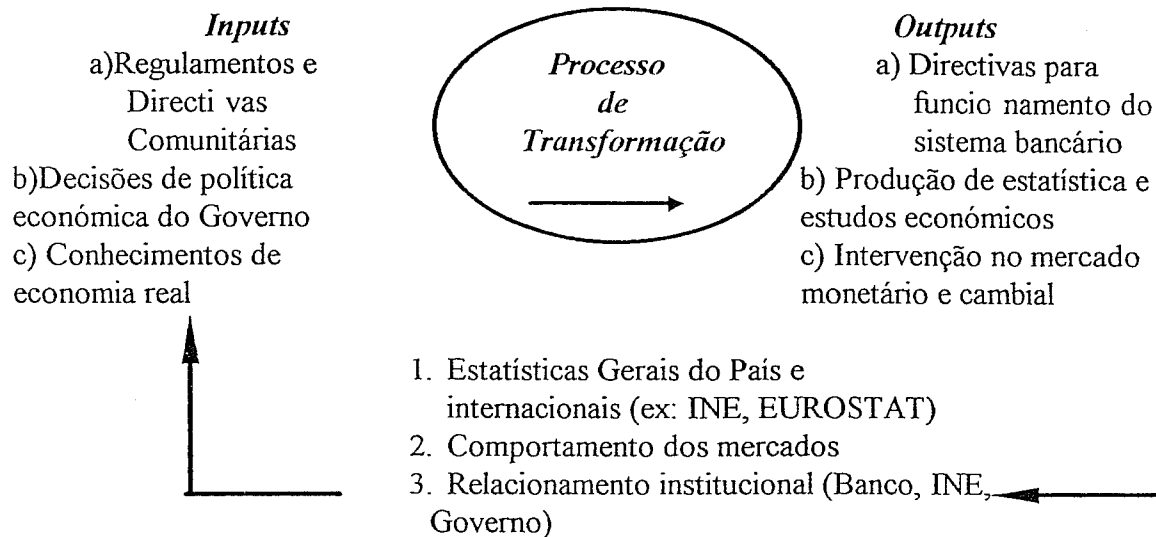 Inputs
a)Regulamentos e
Directi vas
Comunitárias
b)Decisões de política
económica do Governo
c) Conhecimentos de
economia real
Processo
de
Transformação
Outputs
a) Directivas para
funcio namento do
sistema bancário
b) Produção de estatística e
estudos económicos
c) Intervenção no mercado
monetário e cambial
1. Estatísticas Gerais do País e
internacionais (ex: INE, EUROSTAT)
2. Comportamento dos mercados
3. Relacionamento institucional (Banco, INE,
Governo)